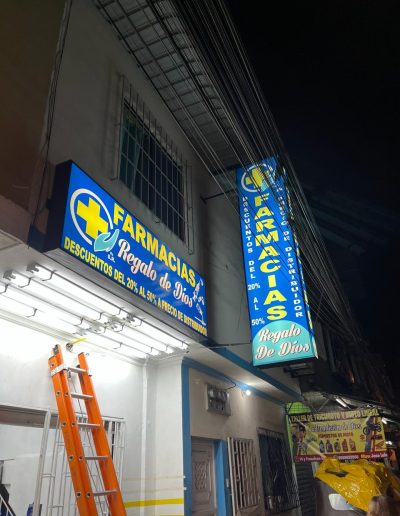 FARMACIAS
Regalo de Dios
DESCUENTOS DEL 20% AL 50% A PRECIO DE DISTRIBUIDOR
FARMACIAS
DESCUENTOS DEL 20% AL 50%
PRECIO DE DISTRIBUIDOR
Regalo
De Dios